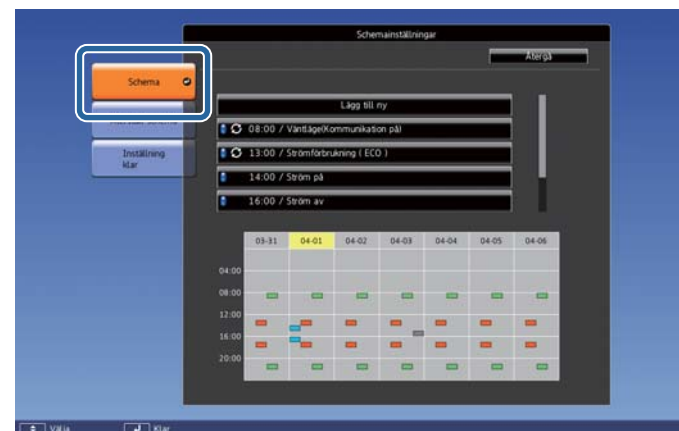 Schemainställningar
Återgå
Schema
Lägg till ny
08:00 / Väntläge(Kommunikation på)
Inställning
klar
13:00 / Strömförbrukning ( ECO )
14:00 / Ström på
16:00 / Ström av
03-31 04-01 04-02 04-03 04-04 04-05 04-06
04:00
08:00
12:00
16:00
20:00
Välja Klar